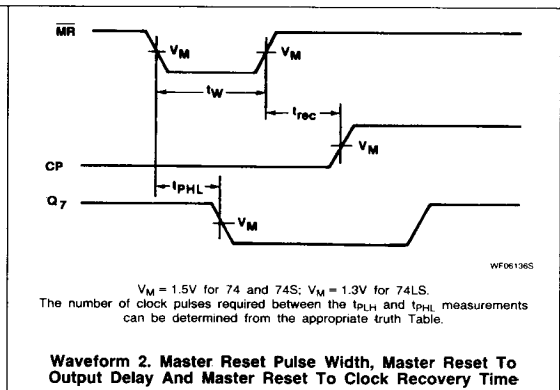 MR
VM
VM
tW
trec
VM
CP
tPHL
Q7
VM
WF06136S
VM = 1.5V for 74 and 74S; VM = 1.3V for 74LS.
The number of clock pulses required between the tPLH and tPHL measurements
can be determined from the appropriate truth Table.
Waveform 2. Master Reset Pulse Width, Master Reset To
Output Delay And Master Reset To Clock Recovery Time